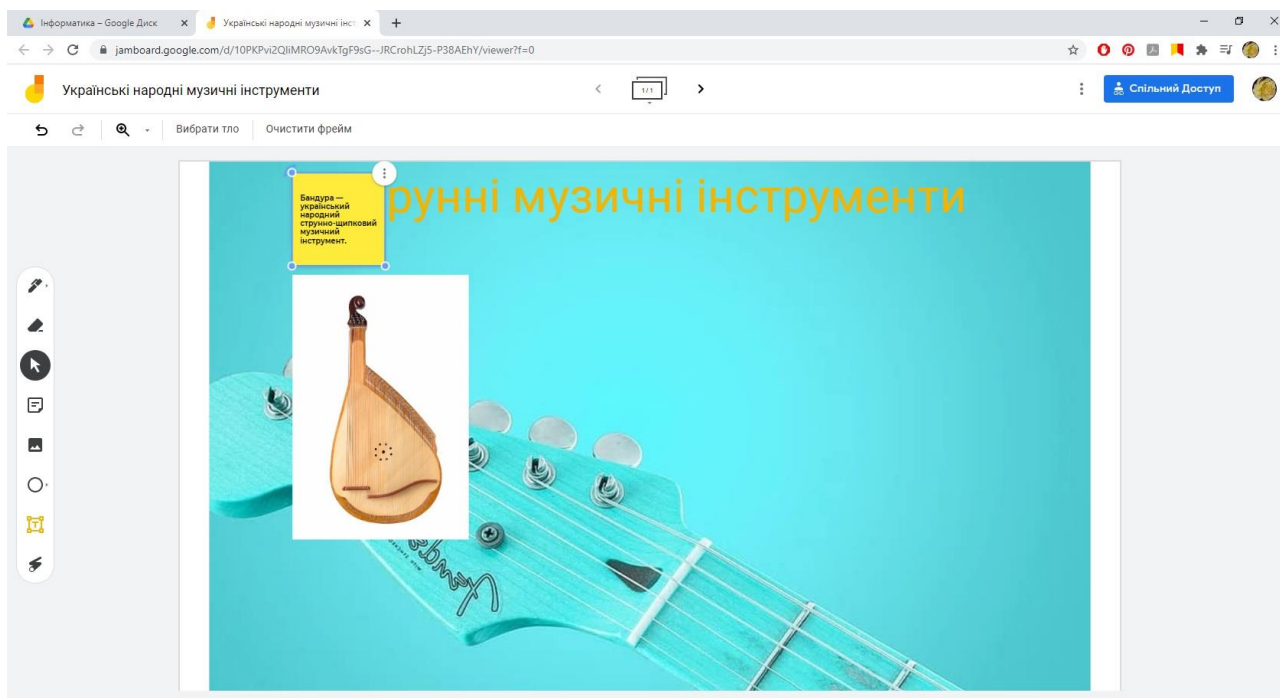 Інформатика – Google Диск
Українські народні музичні інст
jamboard.google.com/d/10PKPvi2QIiMRO9AvkTgF9sG--JRCrohLZj5-P38AEhY/viewer?f=0
Українські народні музичні інструменти
1/1
Спільний Доступ
Вибрати тло
Очистити фрейм
рунні музичні інструменти
Бандура —
український
народний
струнно-щипковий
музичний
інструмент.